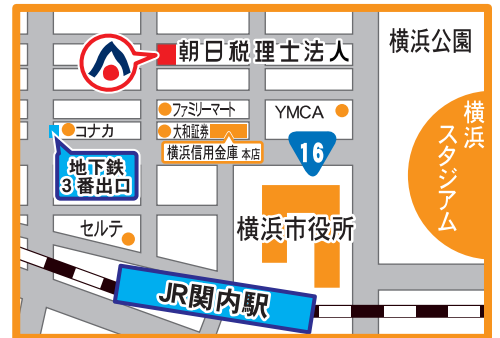 朝日税理士法人
横浜公園
ファミリーマート
YMCA
コナカ
大和証券
横浜信用金庫 本店
16
横浜
スタジアム
地下鉄
3番出口
セルテ
横浜市役所
JR関内駅